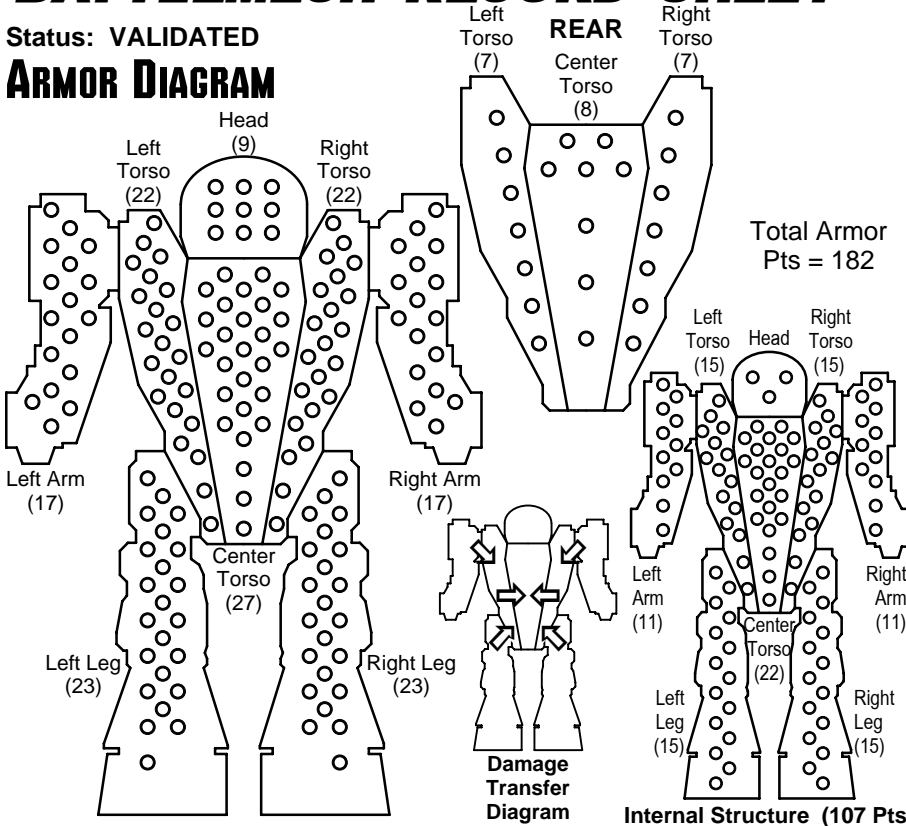 BATTLEMECH RECORD SHEET
Status: VALIDATED
ARMOR DIAGRAM
Head
(9)
Left
Torso
(22)
Right
Torso
(22)
Left Arm
(17)
Right Arm
(17)
Center
Torso
(27)
Left Leg
(23)
Right Leg
(23)
Left
Torso
(7)
REAR
Center
Torso
(8)
Right
Torso
(7)
Total Armor
Pts = 182
Damage
Transfer
Diagram
Left
Torso
(15)
Head
Right
Torso
(15)
Left
Arm
(11)
Right
Arm
(11)
Center
Torso
(22)
Left
Leg
(15)
Right
Leg
(15)
Internal Structure (107 Pts